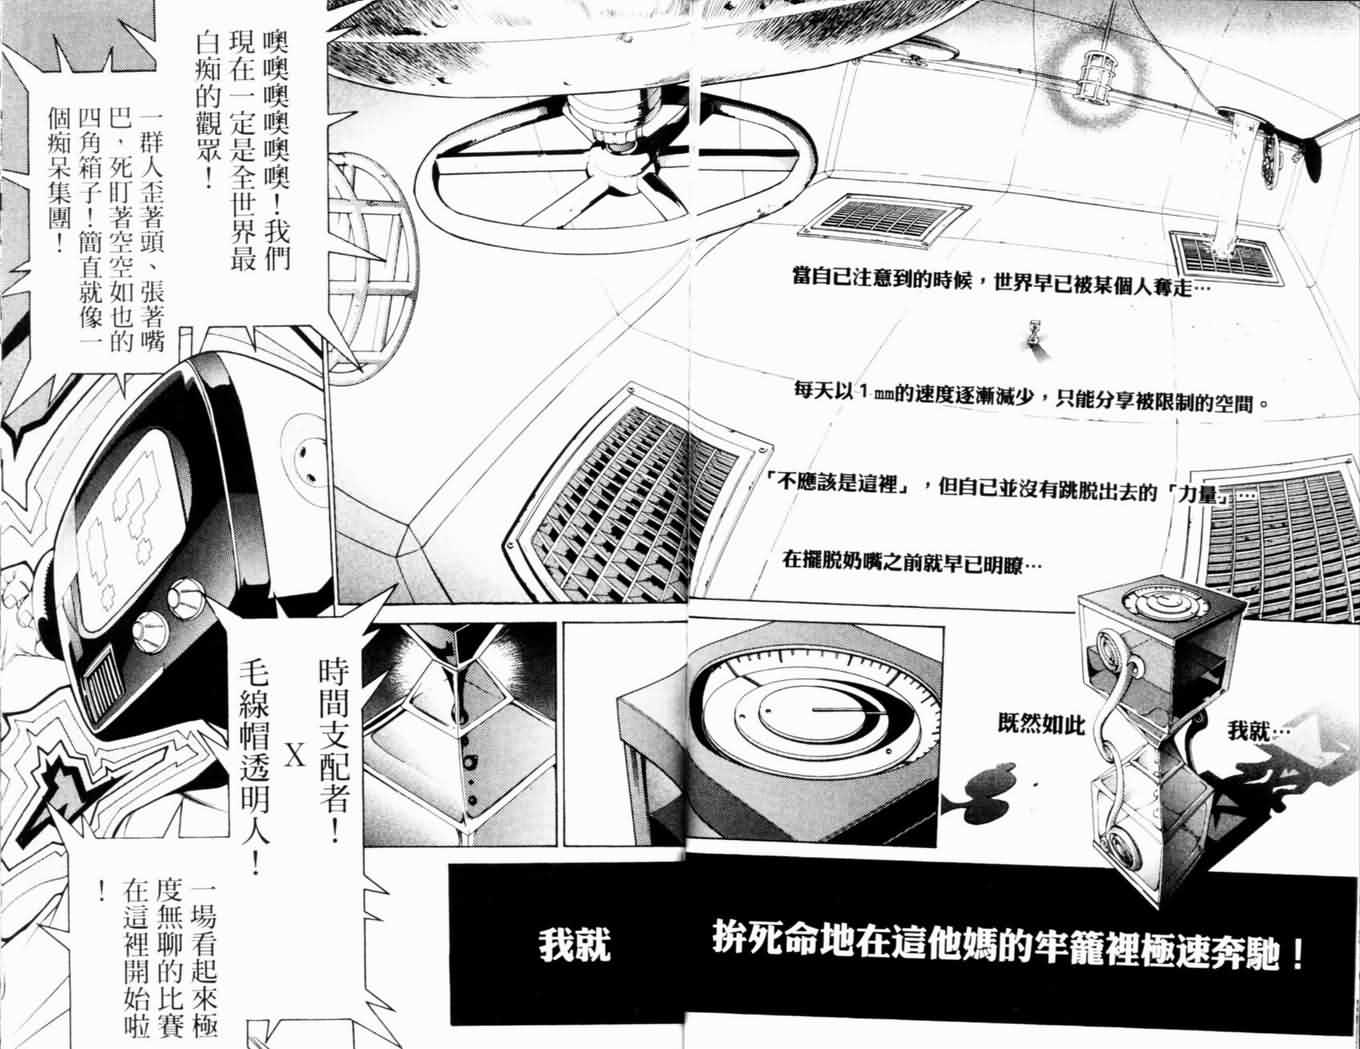 當自己注意到的時候，世界早已被某個人奪走…
每天以1mm的速度逐漸減少，只能分享被限制的空間。
「不應該是這裡」，但自己並沒有跳脫出去的「力量」…
在擺脫奶嘴之前就早已明瞭…
既然如此
我就…
我就
拚死命地在這他媽的牢籠裡極速奔馳！
噢噢噢噢噢噢！我們
現在一定是全世界最
白痴的觀眾！
一群人歪著頭、張著嘴
巴，死盯著空空如也的
四角箱子！簡直就像一
個痴呆集團！
!?
時間支配者！
X
毛線帽透明人！
一場看起來極
度無聊的比賽
在這裡開始啦
！